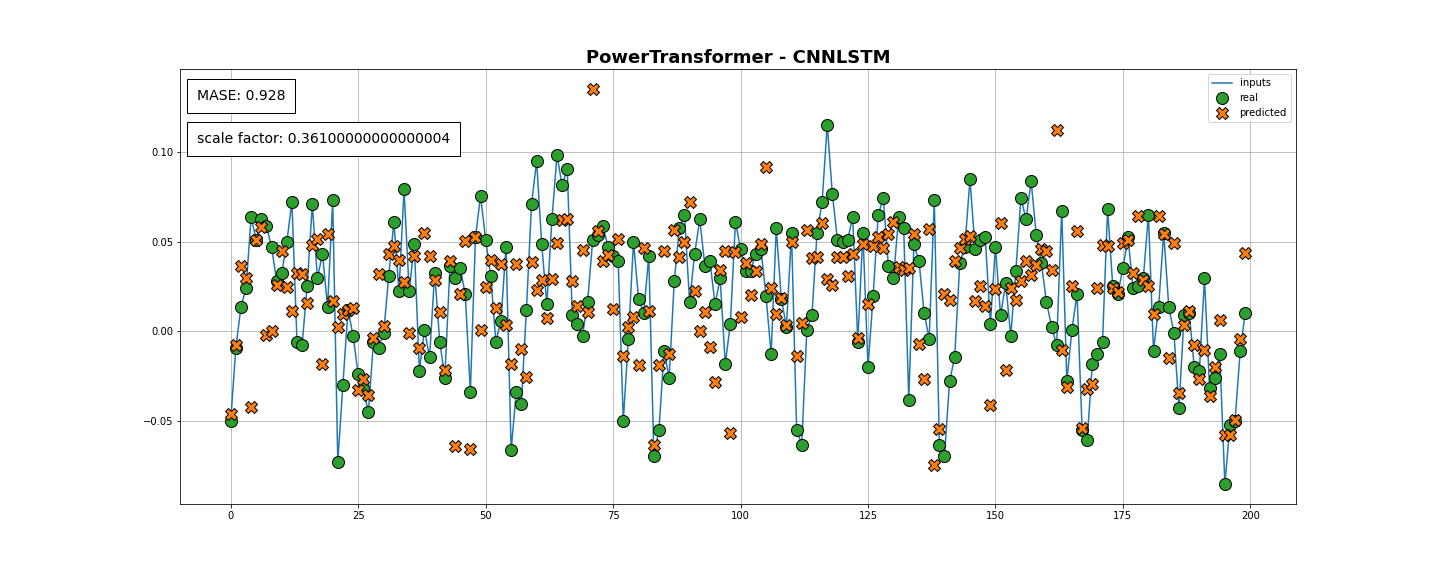 PowerTransformer - CNNLSTM
MASE: 0.928
scale factor: 0.36100000000000004
inputs
real
predicted
0.10
0.05
0.00
−0.05
0
25
50
75
100
125
150
175
200